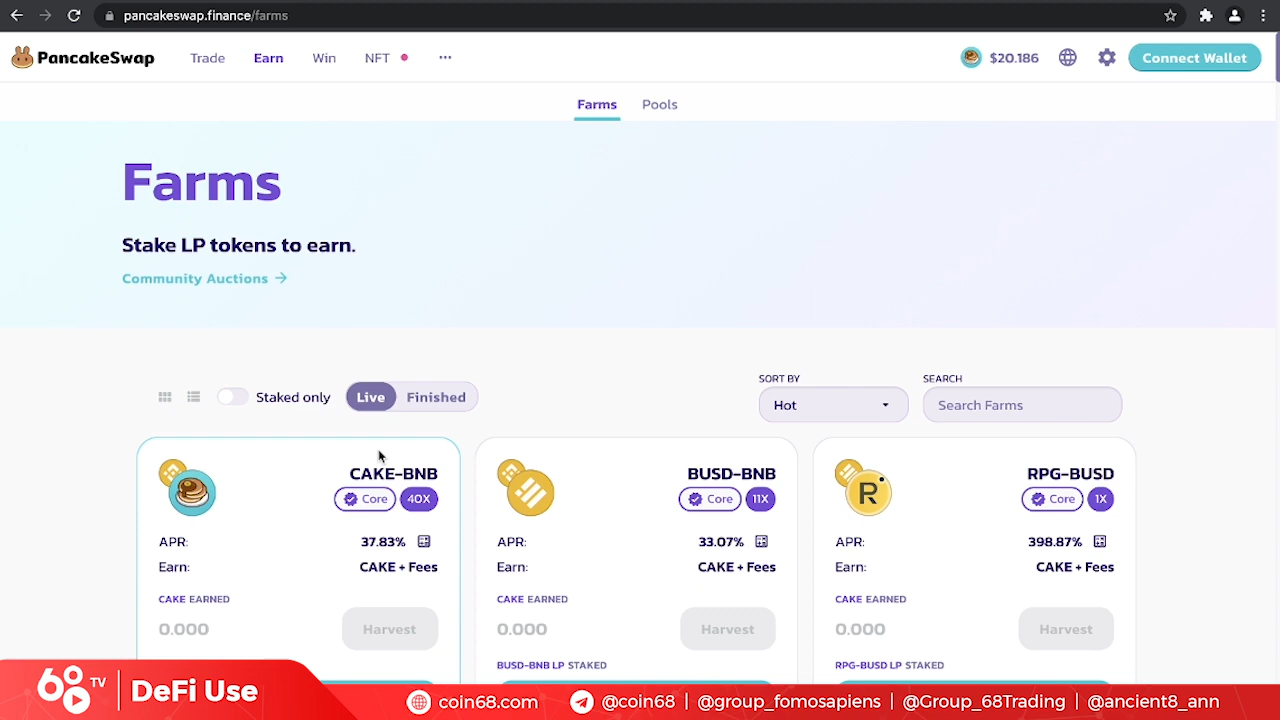 pancakeswap.finance/farms
PancakeSwap Trade Earn Win NFT $20.186 Connect Wallet
Farms Pools
Farms
Stake LP tokens to earn.
Community Auctions →
SORT BY SEARCH
Staked only Live Finished Hot Search Farms
CAKE-BNB
Core 40X
APR: 37.83%
Earn: CAKE + Fees
CAKE EARNED
0.000 Harvest
BUSD-BNB
Core 11X
APR: 33.07%
Earn: CAKE + Fees
CAKE EARNED
0.000 Harvest
BUSD-BNB LP STAKED
RPG-BUSD
Core 1X
APR: 398.87%
Earn: CAKE + Fees
CAKE EARNED
0.000 Harvest
RPG-BUSD LP STAKED
68 TV DeFi Use
coin68.com @coin68 | @group_fomosapiens | @Group_68Trading | @ancient8_ann